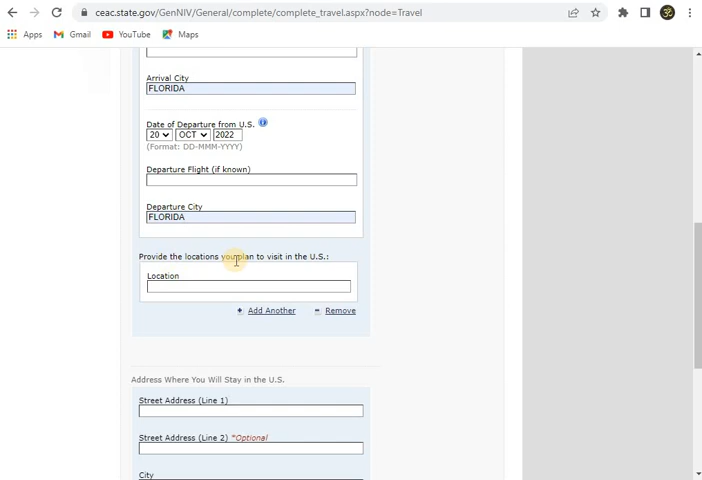 ceac.state.gov/GenNIV/General/complete/complete_travel.aspx?node=Travel
Apps Gmail YouTube Maps
Arrival City
FLORIDA
Date of Departure from U.S.
20 OCT 2022
(Format: DD-MMM-YYYY)
Departure Flight (if known)
Departure City
FLORIDA
Provide the locations you plan to visit in the U.S.:
Location
Add Another Remove
Address Where You Will Stay in the U.S.
Street Address (Line 1)
Street Address (Line 2) *Optional
City